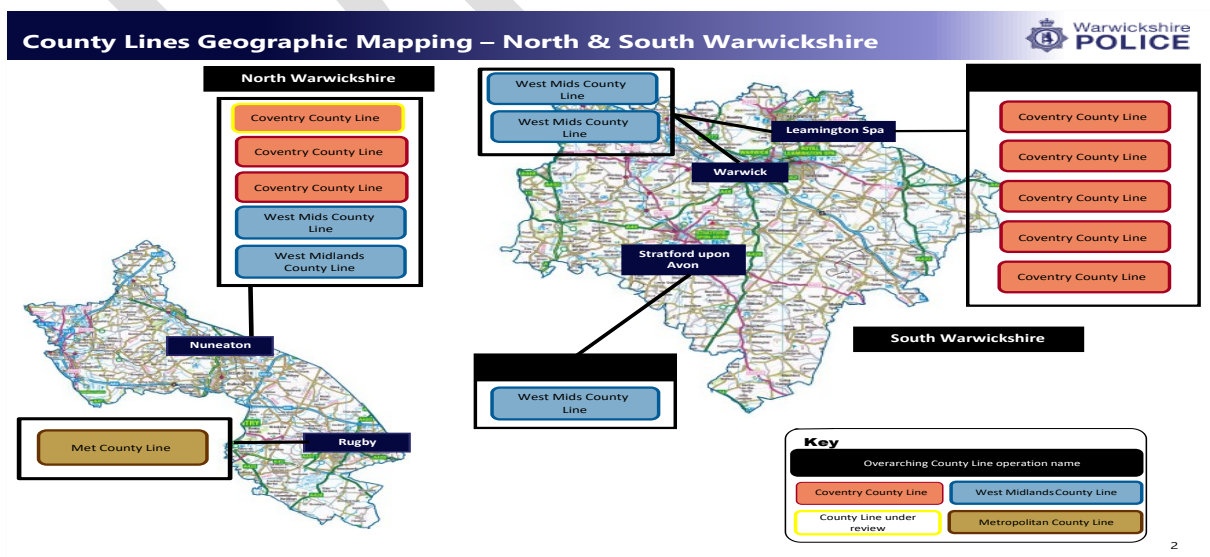 County Lines Geographic Mapping – North & South Warwickshire
Warwickshire
POLICE
North Warwickshire
Coventry County Line
Coventry County Line
Coventry County Line
West Mids County
Line
West Midlands
County Line
Nuneaton
Met County Line
Rugby
West Mids County
Line
West Mids County
Line
Leamington Spa
Warwick
Stratford upon
Avon
West Mids County
Line
Coventry County Line
Coventry County Line
Coventry County Line
Coventry County Line
Coventry County Line
South Warwickshire
Key
Overarching County Line operation name
Coventry County Line
West Midlands County Line
County Line under
review
Metropolitan County Line
2